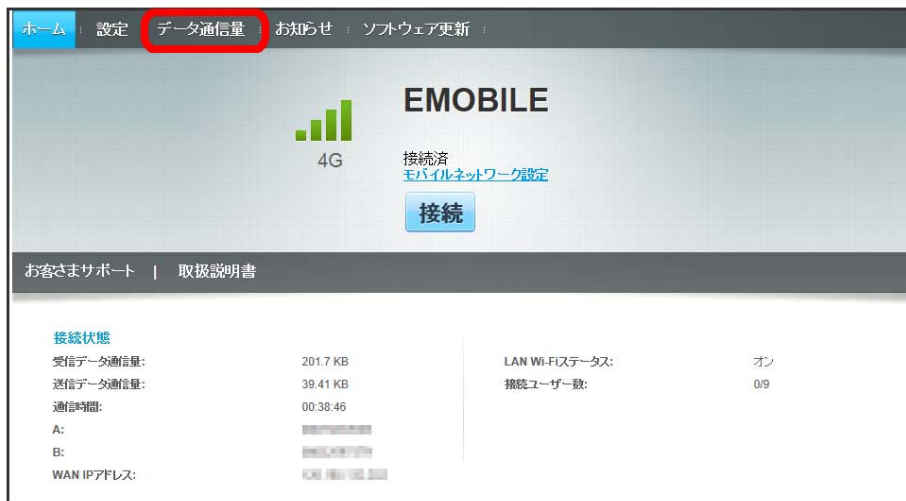 ホーム 設定 データ通信量 お知らせ ソフトウェア更新
EMOBILE
4G
接続済
モバイルネットワーク設定
接続
お客さまサポート | 取扱説明書
接続状態
受信データ通信量: 201.7 KB
送信データ通信量: 39.41 KB
通信時間: 00:38:46
A:
B:
WAN IPアドレス:
LAN Wi-Fiステータス: オン
接続ユーザー数: 0/9